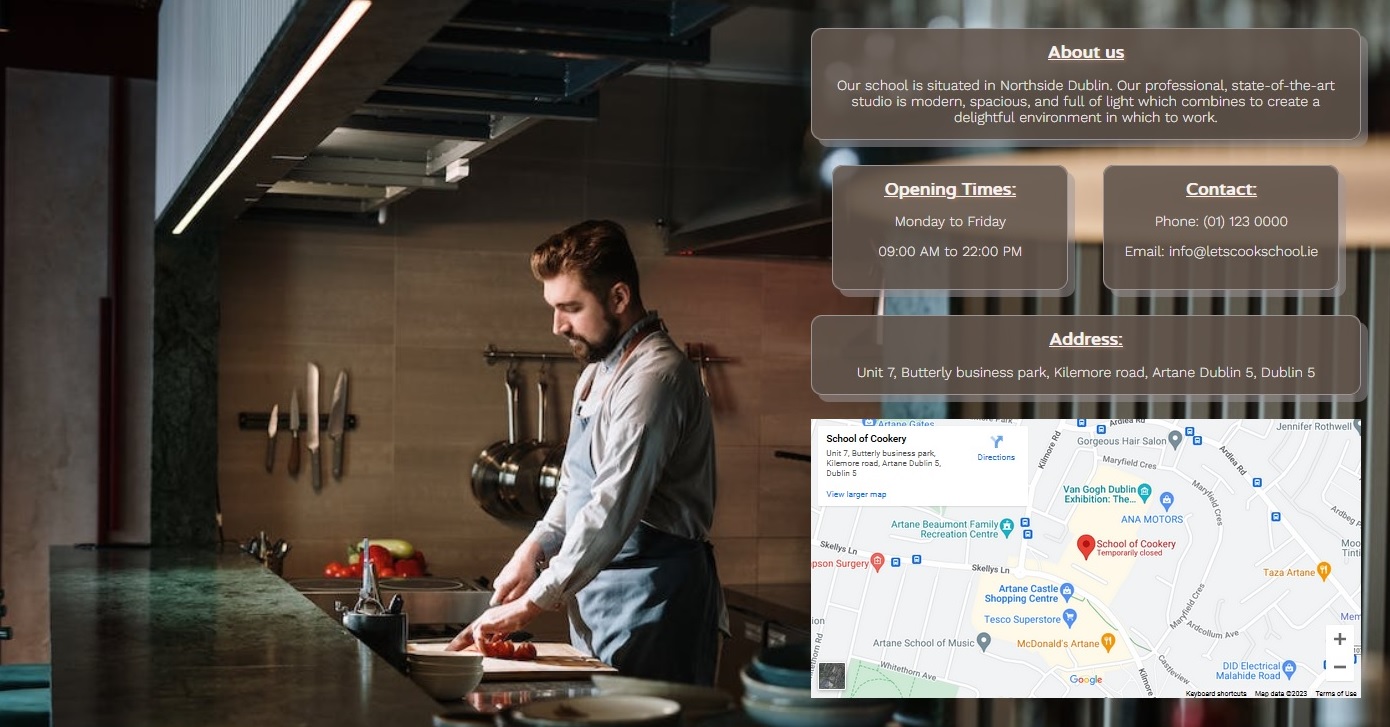 About us
Our school is situated in Northside Dublin. Our professional, state-of-the-art
studio is modern, spacious, and full of light which combines to create a
delightful environment in which to work.
Opening Times:
Monday to Friday
09:00 AM to 22:00 PM
Contact:
Phone: (01) 123 0000
Email: info@letscookschool.ie
Address:
Unit 7, Butterly business park, Kilemore road, Artane Dublin 5, Dublin 5
Artane Gates
School of Cookery
Unit 7, Butterly business park,
Kilemore road, Artane Dublin 5,
Dublin 5
Directions
View larger map
Kilmore Rd
Ardlea Rd
Gorgeous Hair Salon
Jennifer Rothwell
Ardlea Rd
Maryfield Cres
Van Gogh Dublin
Exhibition: The...
ANA MOTORS
Maryfield Cres
Artane Beaumont Family
Recreation Centre
Skellys Ln
pson Surgery
Skellys Ln
School of Cookery
Temporarily closed
Taza Artane
Artane Castle
Shopping Centre
Tesco Superstore
Maryfield Cres
Ardcollum Ave
Artane School of Music
McDonald's Artane
Whitethorn Ave
Castleview
Kilmore
DID Electrical
Malahide Road
Google
Keyboard shortcuts
Map data ©2023
Terms of Use